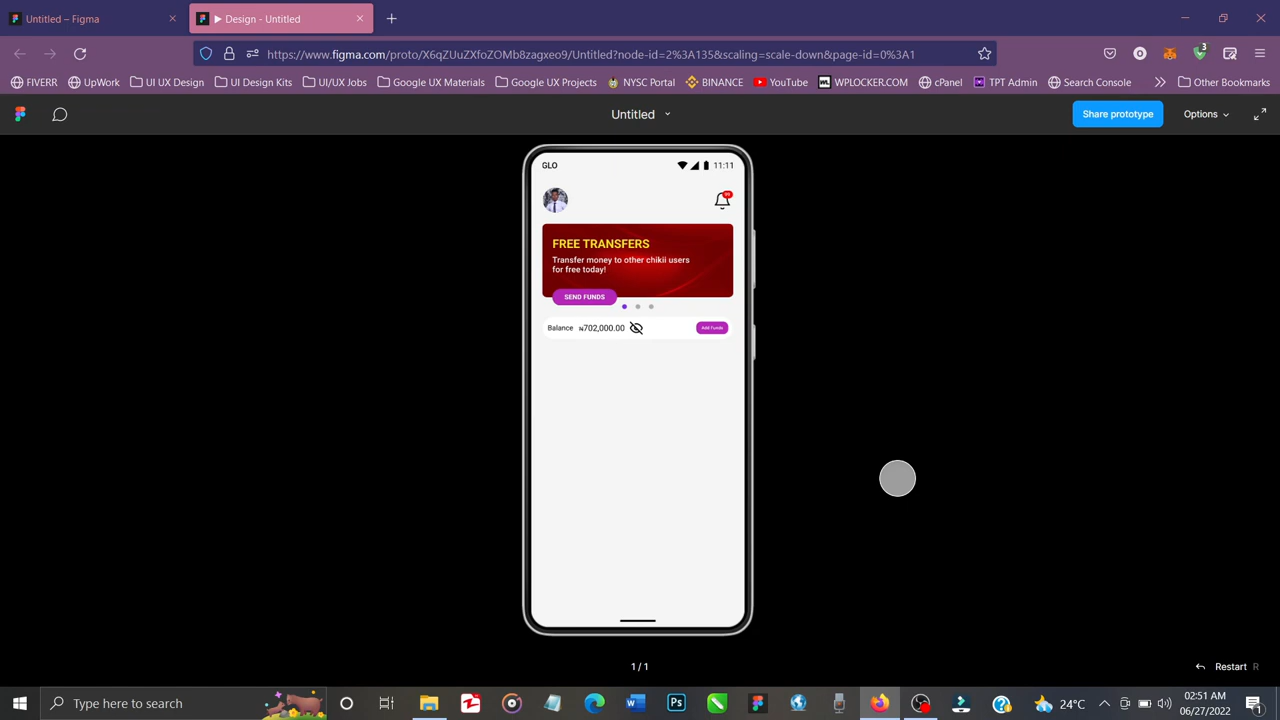 Untitled – Figma
▶ Design - Untitled
https://www.figma.com/proto/X6qZUuZXfoZOMb8zagxeo9/Untitled?node-id=2%3A135&scaling=scale-down&page-id=0%3A1
3
FIVERR
UpWork
UI UX Design
UI Design Kits
UI/UX Jobs
Google UX Materials
Google UX Projects
NYSC Portal
BINANCE
YouTube
WPLOCKER.COM
cPanel
TPT Admin
Search Console
Other Bookmarks
Untitled
Share prototype
Options
GLO
11:11
FREE TRANSFERS
Transfer money to other chikii users
for free today!
SEND FUNDS
Balance ₦702,000.00
Add Funds
1 / 1
Restart R
Type here to search
24°C
02:51 AM
06/27/2022